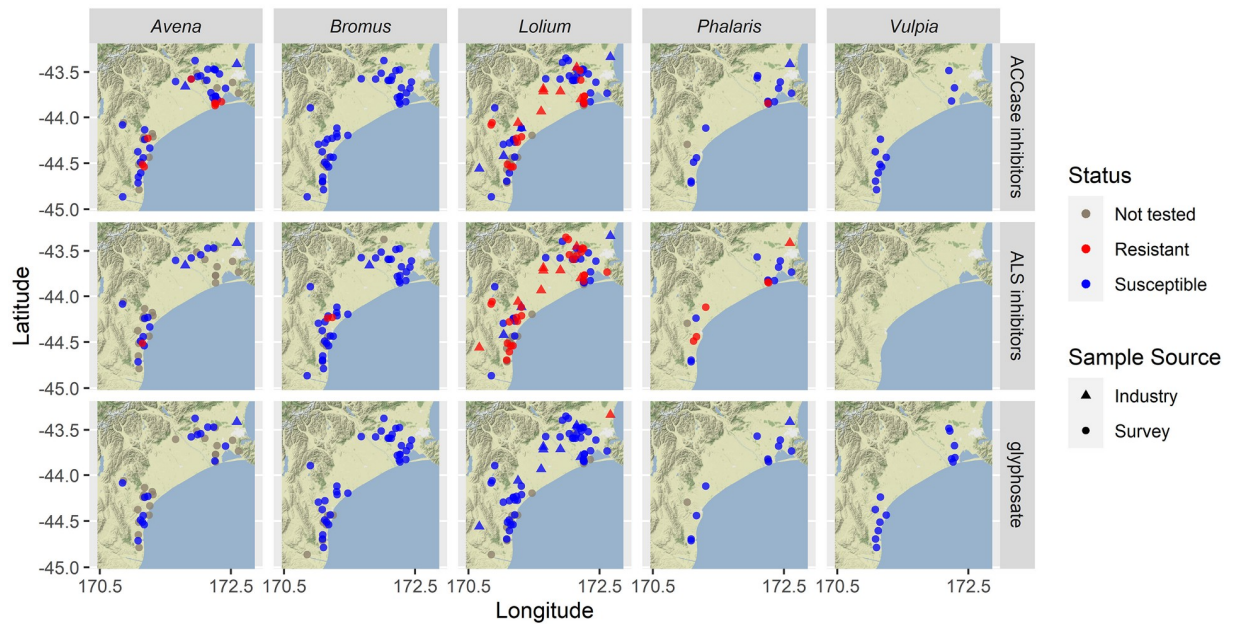 Avena Bromus Lolium Phalaris Vulpia
-43.5
-44.0
-44.5
-45.0
ACCase inhibitors
-43.5
-44.0
-44.5
-45.0
ALS inhibitors
-43.5
-44.0
-44.5
-45.0
glyphosate
170.5 172.5 170.5 172.5 170.5 172.5 170.5 172.5 170.5 172.5
Longitude
Latitude
Status
Not tested
Resistant
Susceptible
Sample Source
Industry
Survey